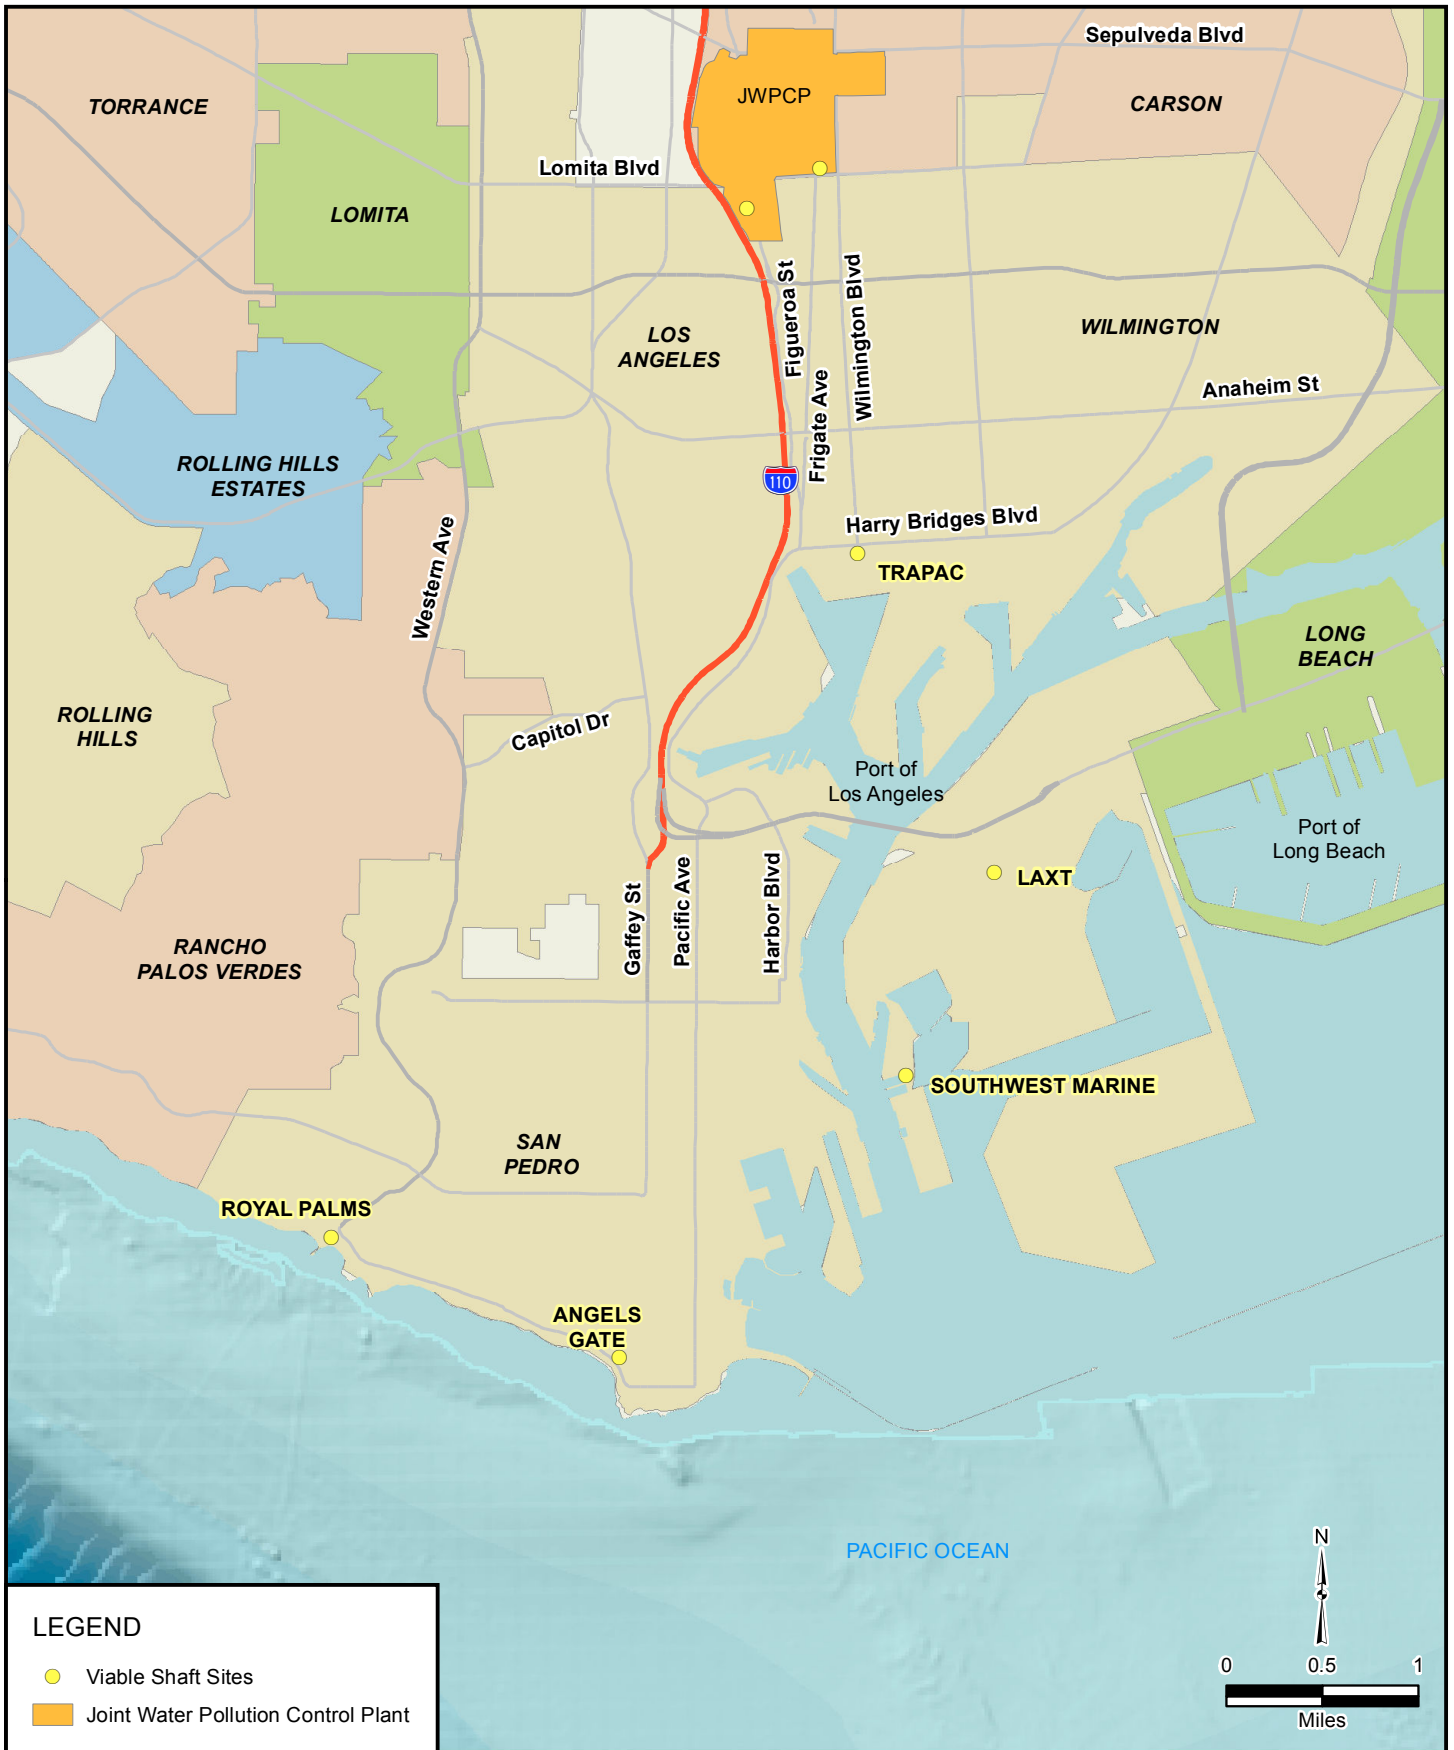 Sepulveda Blvd
JWPCP
TORRANCE
CARSON
Lomita Blvd
LOMITA
Figueroa St
Wilmington Blvd
LOS
ANGELES
WILMINGTON
Frigate Ave
Anaheim St
ROLLING HILLS
ESTATES
110
Western Ave
Harry Bridges Blvd
TRAPAC
LONG
BEACH
ROLLING
HILLS
Capitol Dr
Port of
Los Angeles
Port of
Long Beach
Gaffey St
Pacific Ave
Harbor Blvd
LAXT
RANCHO
PALOS VERDES
SOUTHWEST MARINE
SAN
PEDRO
ROYAL PALMS
ANGELS
GATE
PACIFIC OCEAN
N
LEGEND
Viable Shaft Sites
Joint Water Pollution Control Plant
0 0.5 1
Miles